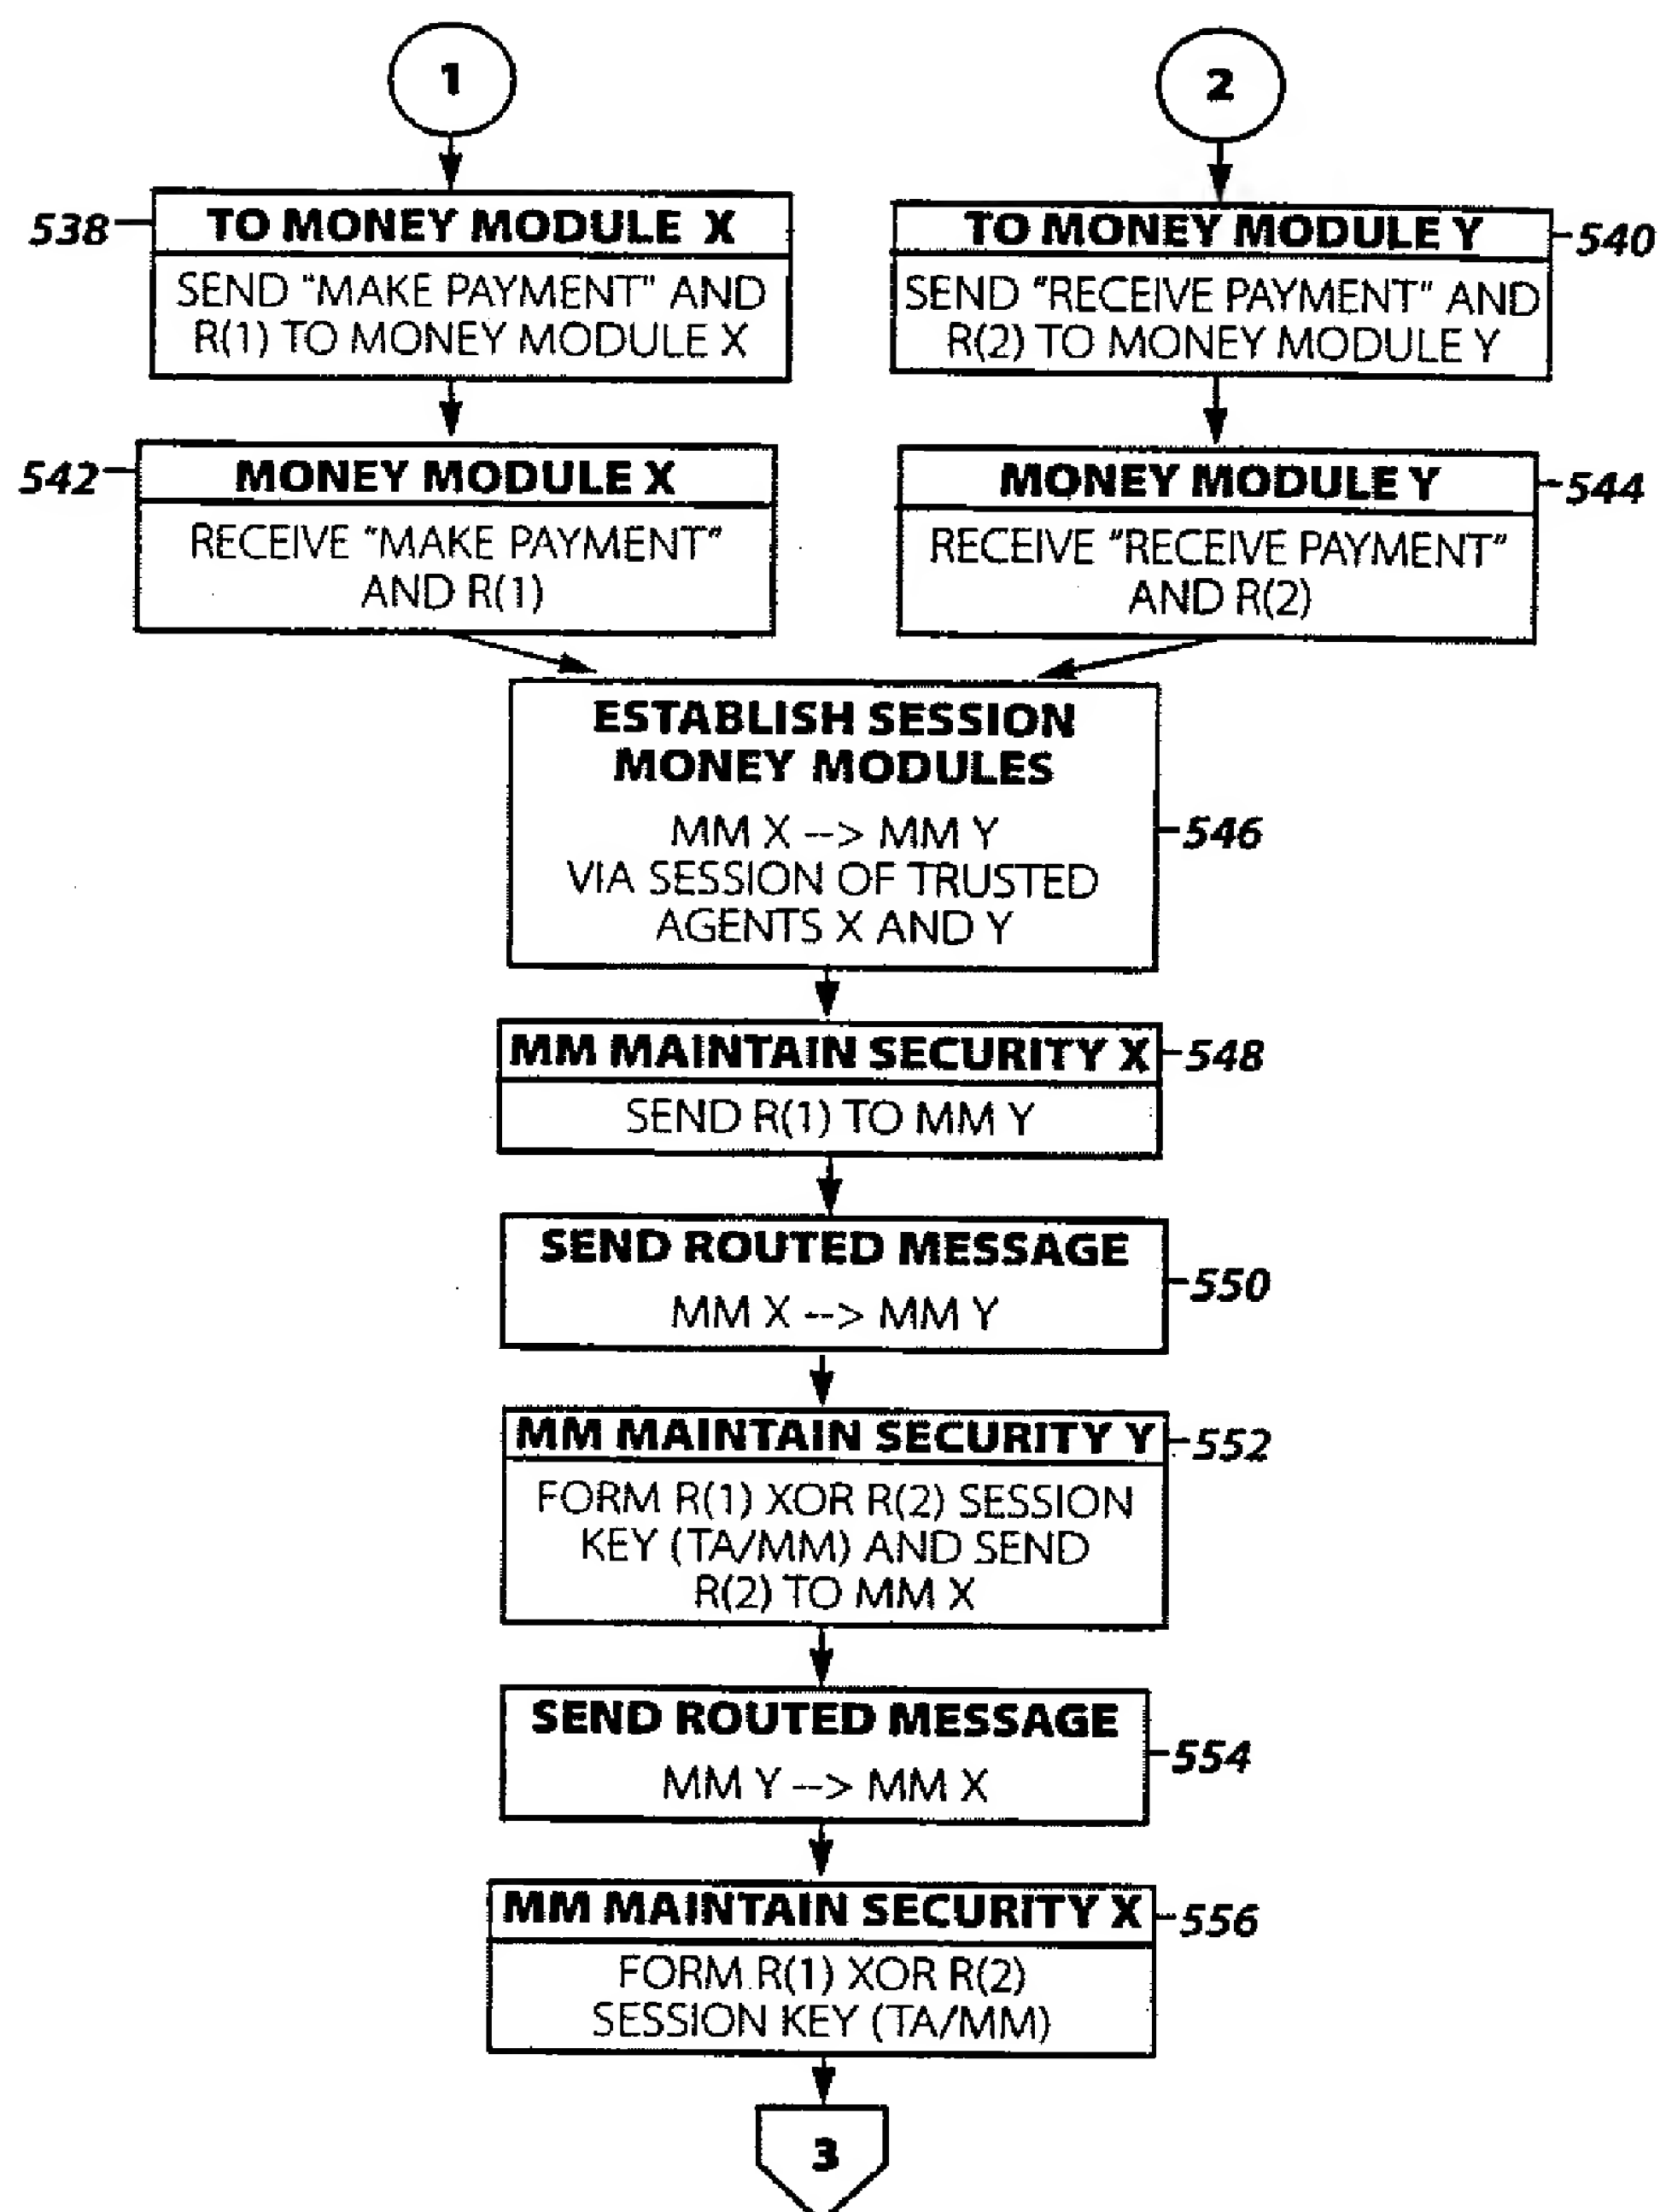 1
2
538
TO MONEY MODULE X
SEND "MAKE PAYMENT" AND
R(1) TO MONEY MODULE X
TO MONEY MODULE Y
540
SEND "RECEIVE PAYMENT" AND
R(2) TO MONEY MODULE Y
542
MONEY MODULE X
RECEIVE "MAKE PAYMENT"
AND R(1)
MONEY MODULE Y
544
RECEIVE "RECEIVE PAYMENT"
AND R(2)
ESTABLISH SESSION
MONEY MODULES
MM X --> MM Y
546
VIA SESSION OF TRUSTED
AGENTS X AND Y
MM MAINTAIN SECURITY X
548
SEND R(1) TO MM Y
SEND ROUTED MESSAGE
550
MM X --> MM Y
MM MAINTAIN SECURITY Y
552
FORM R(1) XOR R(2) SESSION
KEY (TA/MM) AND SEND
R(2) TO MM X
SEND ROUTED MESSAGE
554
MM Y --> MM X
MM MAINTAIN SECURITY X
556
FORM R(1) XOR R(2)
SESSION KEY (TA/MM)
3